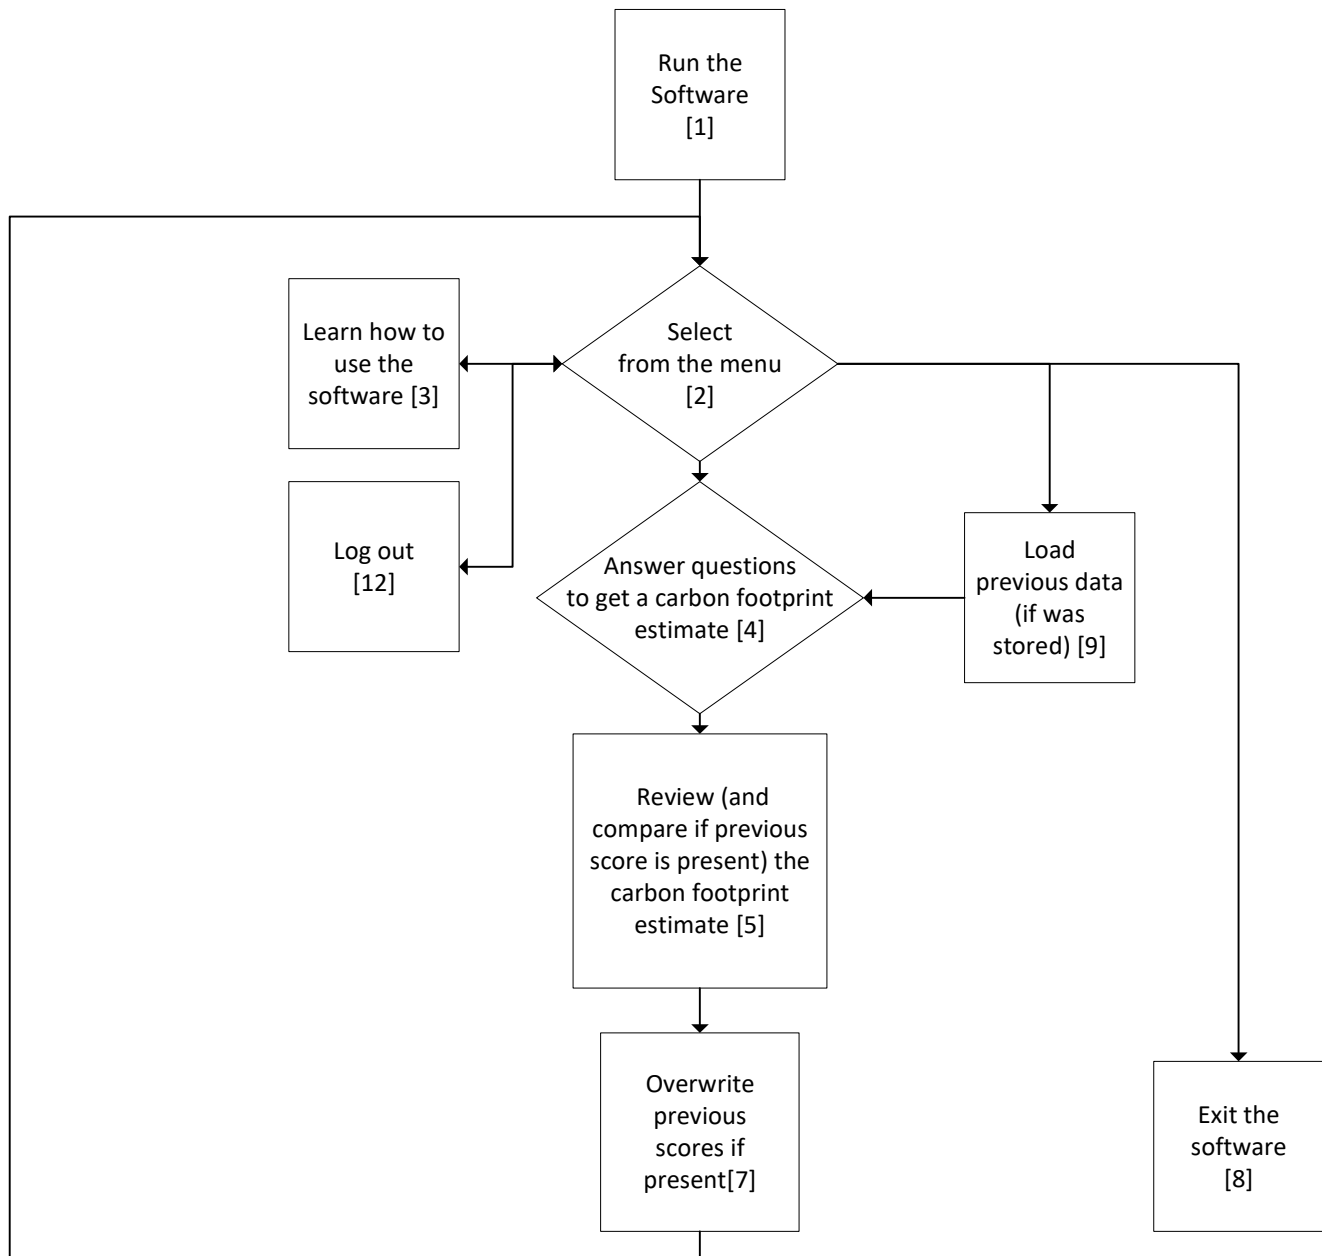 Run the
Software
[1]
Learn how to
use the
software [3]
Select
from the menu
[2]
Log out
[12]
Answer questions
to get a carbon footprint
estimate [4]
Load
previous data
(if was
stored) [9]
Review (and
compare if previous
score is present) the
carbon footprint
estimate [5]
Overwrite
previous
scores if
present[7]
Exit the
software
[8]